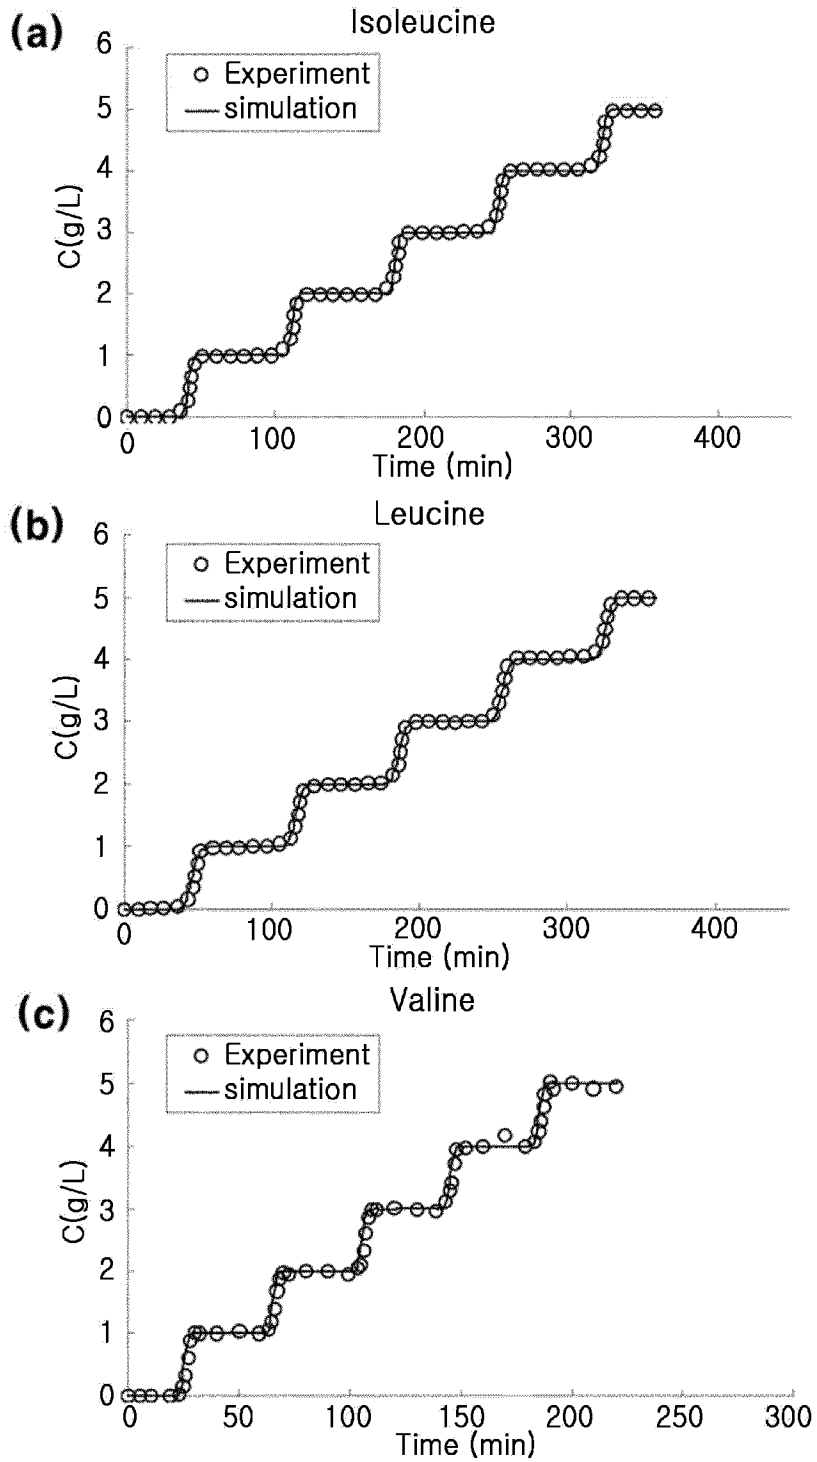 (a)
Isoleucine
Experiment
simulation
6
5
4
3
2
1
0
C(g/L)
0 100 200 300 400
Time (min)
(b)
Leucine
Experiment
simulation
6
5
4
3
2
1
0
C(g/L)
0 100 200 300 400
Time (min)
(c)
Valine
Experiment
simulation
6
5
4
3
2
1
0
C(g/L)
0 50 100 150 200 250 300
Time (min)